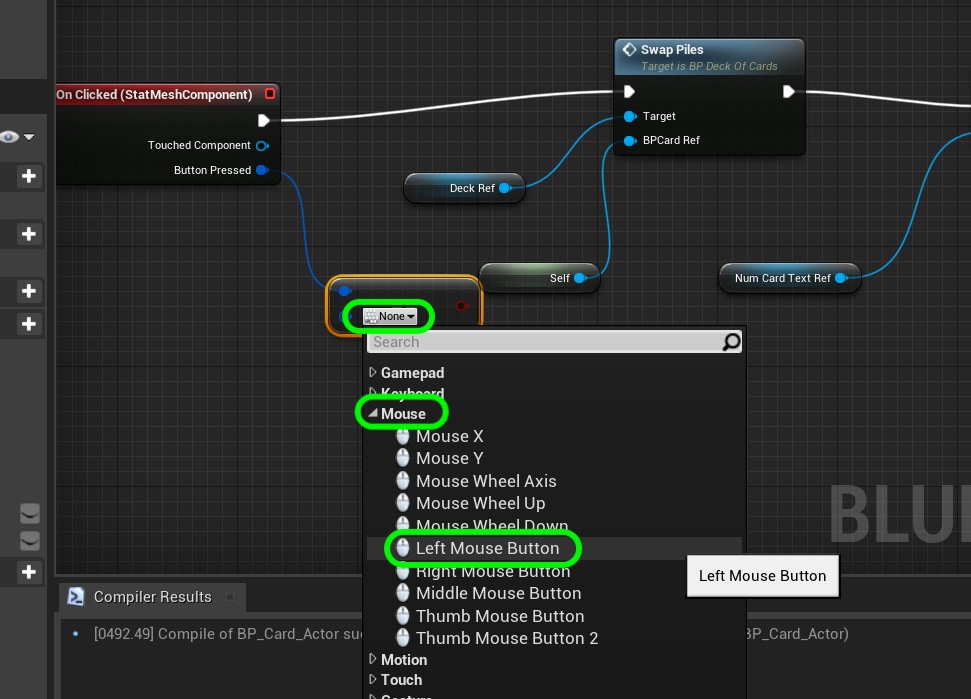 Swap Piles
Target is BP Deck Of Cards
On Clicked (StatMeshComponent)
Target
Touched Component
BPCard Ref
Button Pressed
Deck Ref
Self
Num Card Text Ref
None
Search
Gamepad
Keyboard
Mouse
Mouse X
Mouse Y
Mouse Wheel Axis
Mouse Wheel Up
Mouse Wheel Down
Left Mouse Button
Right Mouse Button
Left Mouse Button
Middle Mouse Button
Thumb Mouse Button
Thumb Mouse Button 2
Motion
Touch
BLU
Compiler Results
[0492.49] Compile of BP_Card_Actor su
BP_Card_Actor)